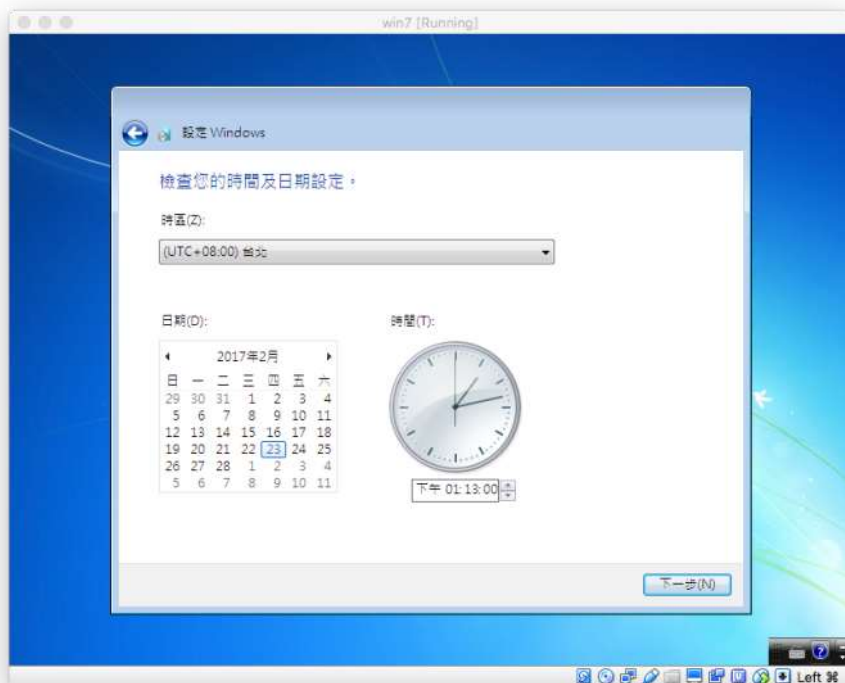 win7 [Running]
設定 Windows
檢查您的時間及日期設定。
時區(Z):
(UTC+08:00) 台北
日期(D):
時間(T):
2017年2月
日 一 二 三 四 五 六
29 30 31 1 2 3 4
5 6 7 8 9 10 11
12 13 14 15 16 17 18
19 20 21 22 23 24 25
26 27 28 1 2 3 4
5 6 7 8 9 10 11
下午 01:13:00
下一步(N)
Left ⌘